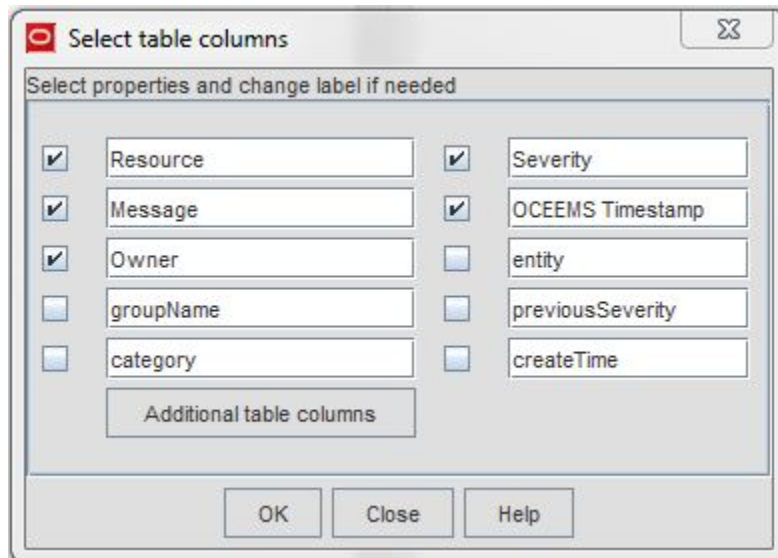 Select table columns
Select properties and change label if needed
Resource Severity
Message OCEEMS Timestamp
Owner entity
groupName previousSeverity
category createTime
Additional table columns
OK Close Help